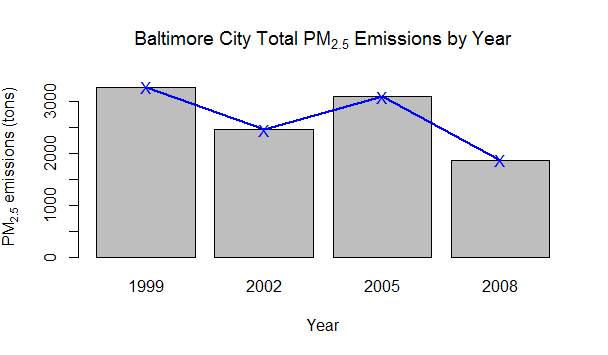 Baltimore City Total PM2.5 Emissions by Year
PM2.5 emissions (tons)
3000
2000
1000
0
1999 2002 2005 2008
Year